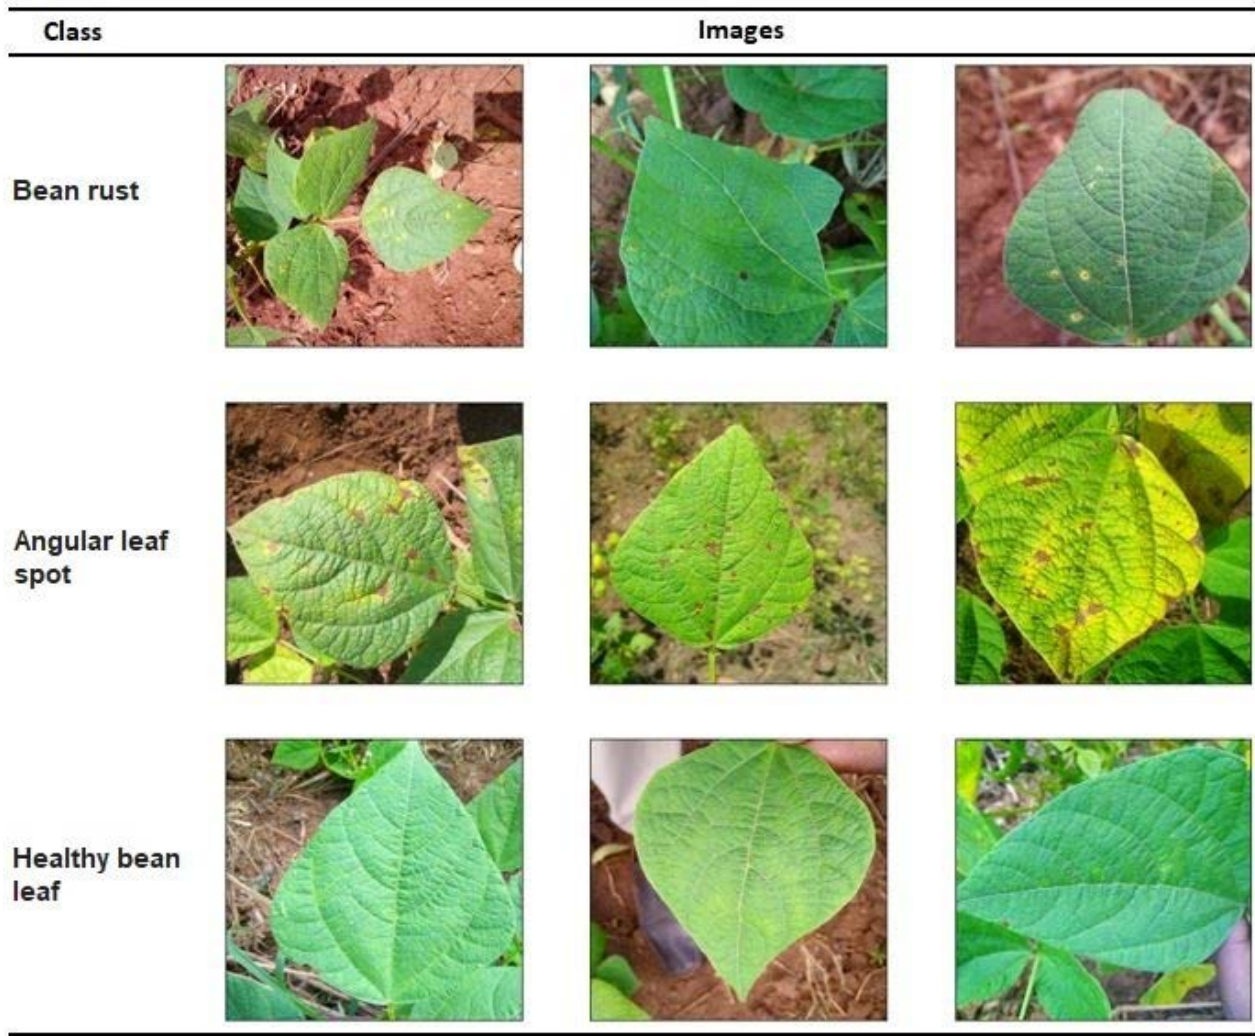 Class
Images
Bean rust
Angular leaf
spot
Healthy bean
leaf